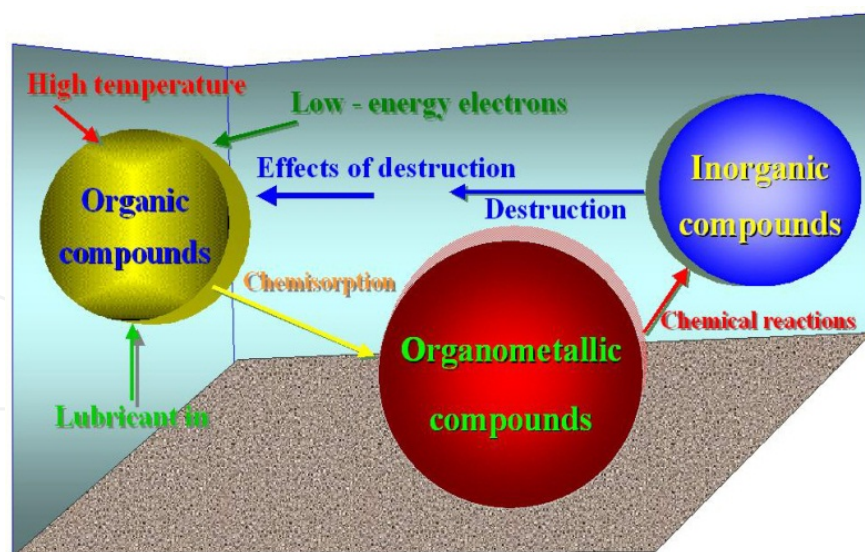 High temperature
Low - energy electrons
Effects of destruction
Destruction
Inorganic
compounds
Organic
compounds
Chemisorption
Organometallic
compounds
Chemical reactions
Lubricant in